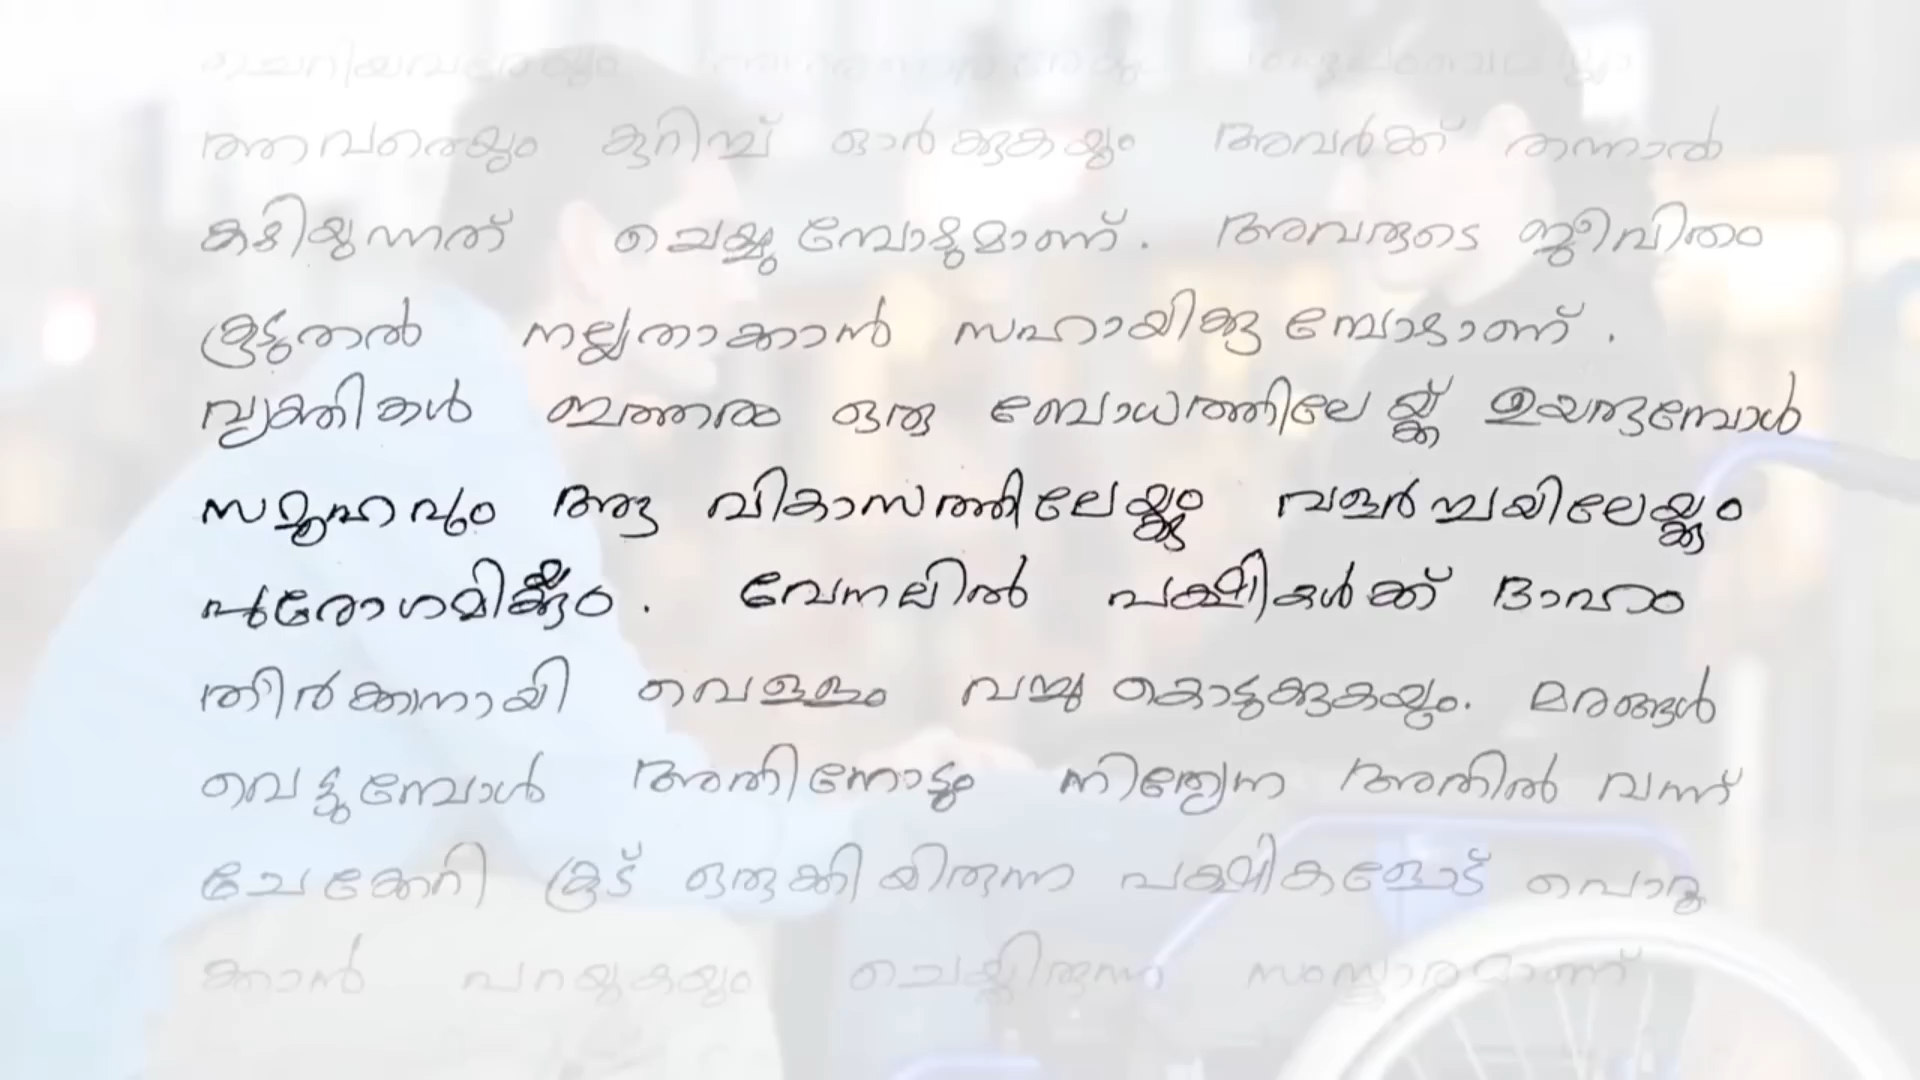 ചെറിയവരേയും
ത്തവരെയും കുറിച്ച് ഓർക്കുകയും അവർക്ക് തന്നാൽ
കഴിയുന്നത് ചെയ്യുമ്പോഴുമാണ്. അവരുടെ ജീവിതം
കൂടുതൽ നല്ലതാക്കാൻ സഹായിക്കുമ്പോഴാണ്.
വ്യക്തികൾ ഇത്തരം ഒരു ബോധത്തിലേയ്ക്ക് ഉയരുമ്പോൾ
സമൂഹവും ആ വികാസത്തിലേയ്ക്കും വളർച്ചയിലേയ്ക്കും
പുരോഗമിക്കും. വേനലിൽ പക്ഷികൾക്ക് ദാഹം
തീർക്കാനായി വെള്ളം വച്ചു കൊടുക്കുകയും. മരങ്ങൾ
വെട്ടുമ്പോൾ അതിനോടും നിത്യേന അതിൽ വന്ന്
ചേക്കേറി കൂട് ഒരുക്കിയിരുന്ന പക്ഷികളോട് പൊറു
ക്കാൻ പറയുകയും ചെയ്തിരുന്ന സംസ്കാരമാണ്